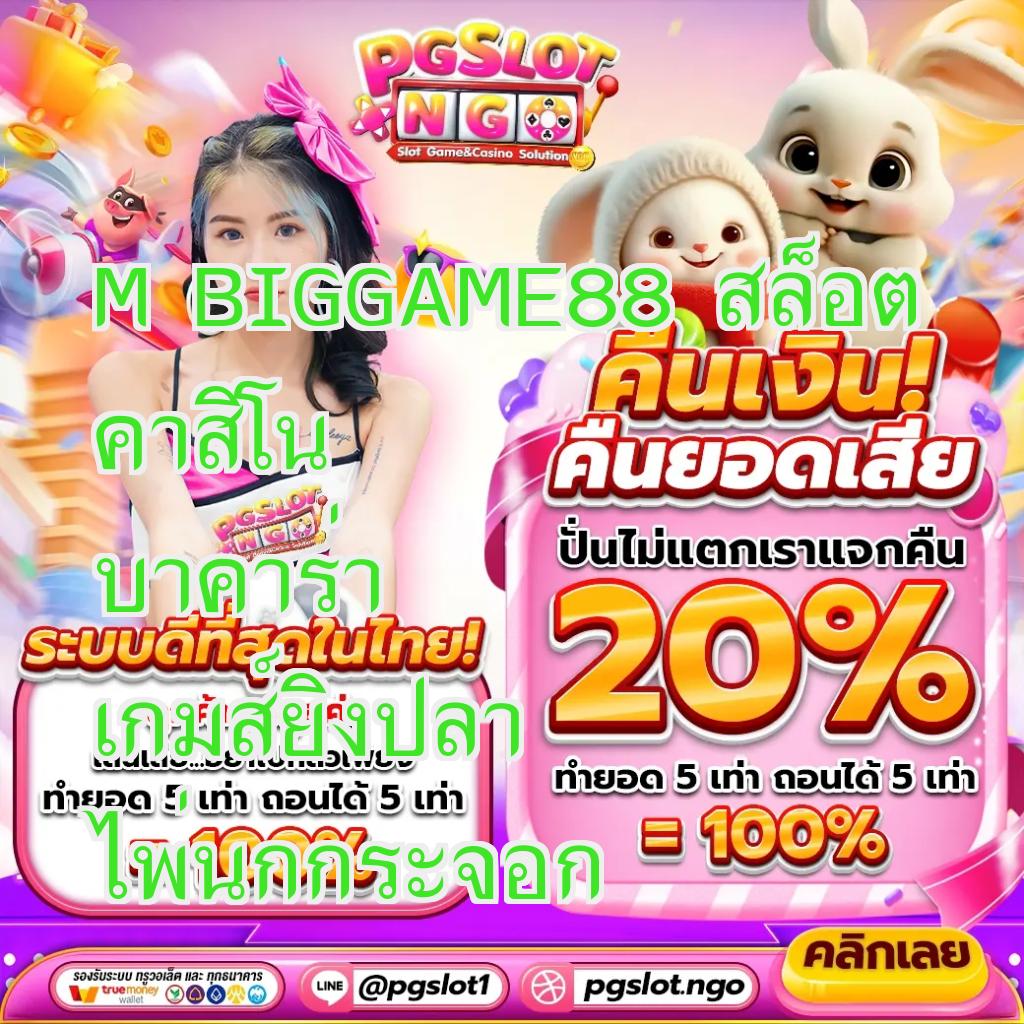 PGSLOT
NGO
Slot Game&Casino Solution
M BIGGAME88 สล็อต
คาสิโน
บาคาร่า
เกมส์ยิงปลา
ไพ่นกกระจอก
คืนเงิน!
คืนยอดเสีย
ปั่นไม่แตกเราแจกคืน
20%
ทำยอด 5 เท่า ถอนได้ 5 เท่า
= 100%
PGSLOT
NGO
ระบบดีที่สุดในไทย!
ทำยอด 5 เท่า ถอนได้ 5 เท่า
= 100%
คลิกเลย
รองรับระบบ ทรูวอเล็ต และ ทุกธนาคาร
truemoney
wallet
LINE @pgslot1
pgslot.ngo